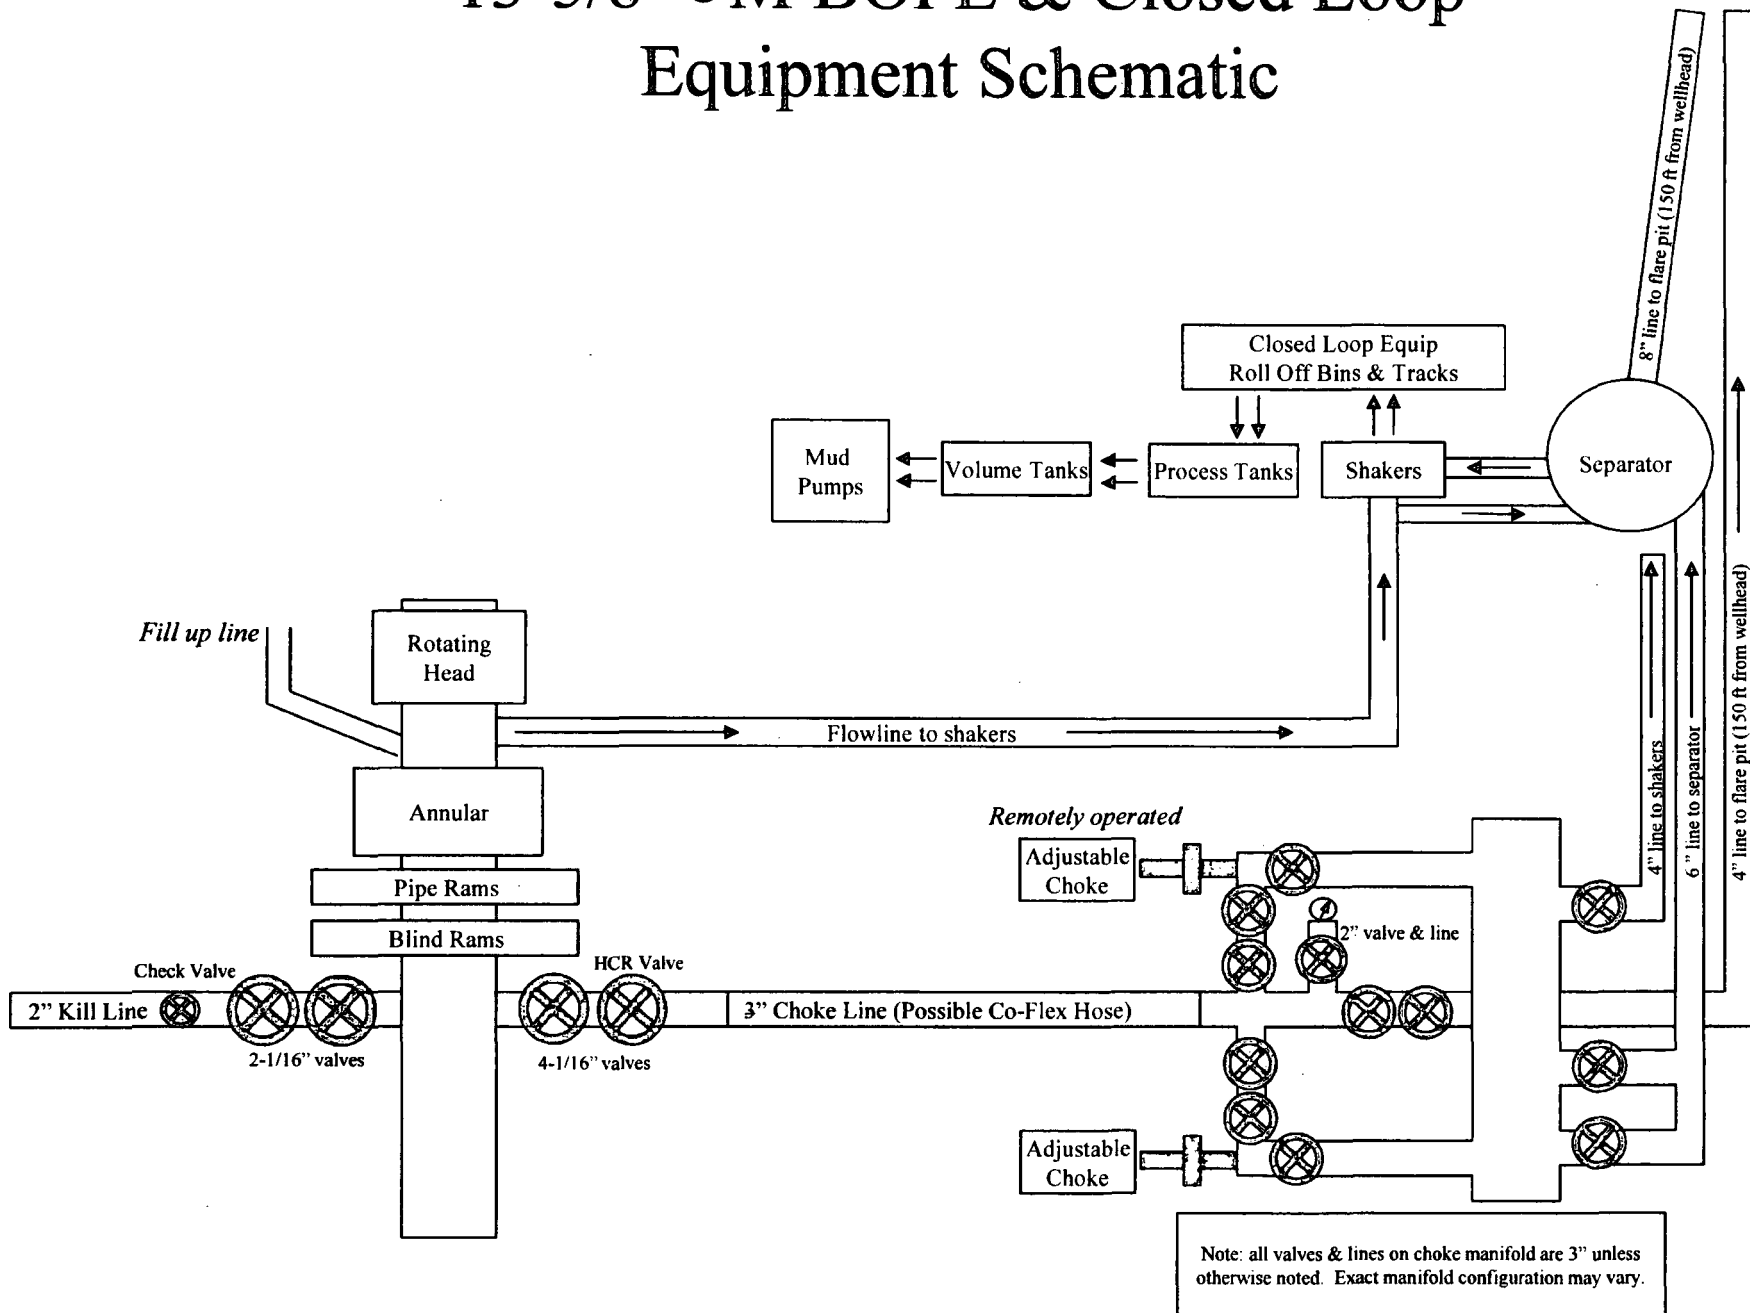 & Closed Loop
Equipment Schematic
8” line to flare pit (150 ft from wellhead)
Closed Loop Equip
Roll Off Bins & Tracks
Mud
Pumps
Volume Tanks
Process Tanks
Shakers
Separator
Fill up line
Rotating
Head
Flowline to shakers
4” line to shakers
6 ” line to separator
4” line to flare pit (150 ft from wellhead)
Annular
Remotely operated
Adjustable
Choke
Pipe Rams
Blind Rams
2” valve & line
Check Valve
HCR Valve
2” Kill Line
3” Choke Line (Possible Co-Flex Hose)
2-1/16” valves
4-1/16” valves
Adjustable
Choke
Note: all valves & lines on choke manifold are 3” unless
otherwise noted. Exact manifold configuration may vary.